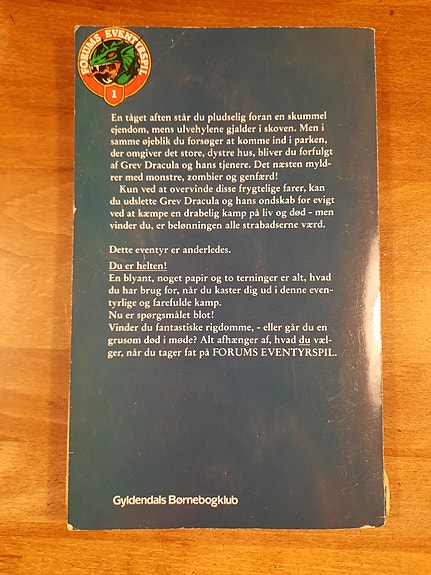 FORUMS EVENTYRSPIL
1
En tåget aften står du pludselig foran en skummel
ejendom, mens ulvehylene gjalder i skoven. Men i
samme øjeblik du forsøger at komme ind i parken,
der omgiver det store, dystre hus, bliver du forfulgt
af Grev Dracula og hans tjenere. Det næsten myld-
rer med monstre, zombier og genfærd!
Kun ved at overvinde disse frygtelige farer, kan
du udslette Grev Dracula og hans ondskab for evigt
ved at kæmpe en drabelig kamp på liv og død - men
vinder du, er belønningen alle strabadserne værd.
Dette eventyr er anderledes.
Du er helten!
En blyant, noget papir og to terninger er alt, hvad
du har brug for, når du kaster dig ud i denne even-
tyrlige og farefulde kamp.
Nu er spørgsmålet blot!
Vinder du fantastiske rigdomme, - eller går du en
grusom død i møde? Alt afhænger af, hvad du væl-
ger, når du tager fat på FORUMS EVENTYRSPIL.
Gyldendals Børnebogklub